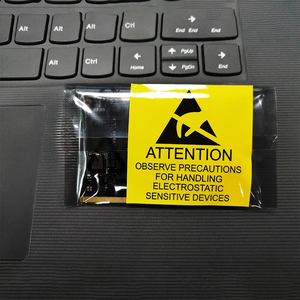 Alt
Ctrl
End
End
Alt
Ctrl
PgUp
End
Alt
Ctrl
Home
PgDn
End
ATTENTION
OBSERVE PRECAUTIONS
FOR HANDLING
ELECTROSTATIC
SENSITIVE DEVICES